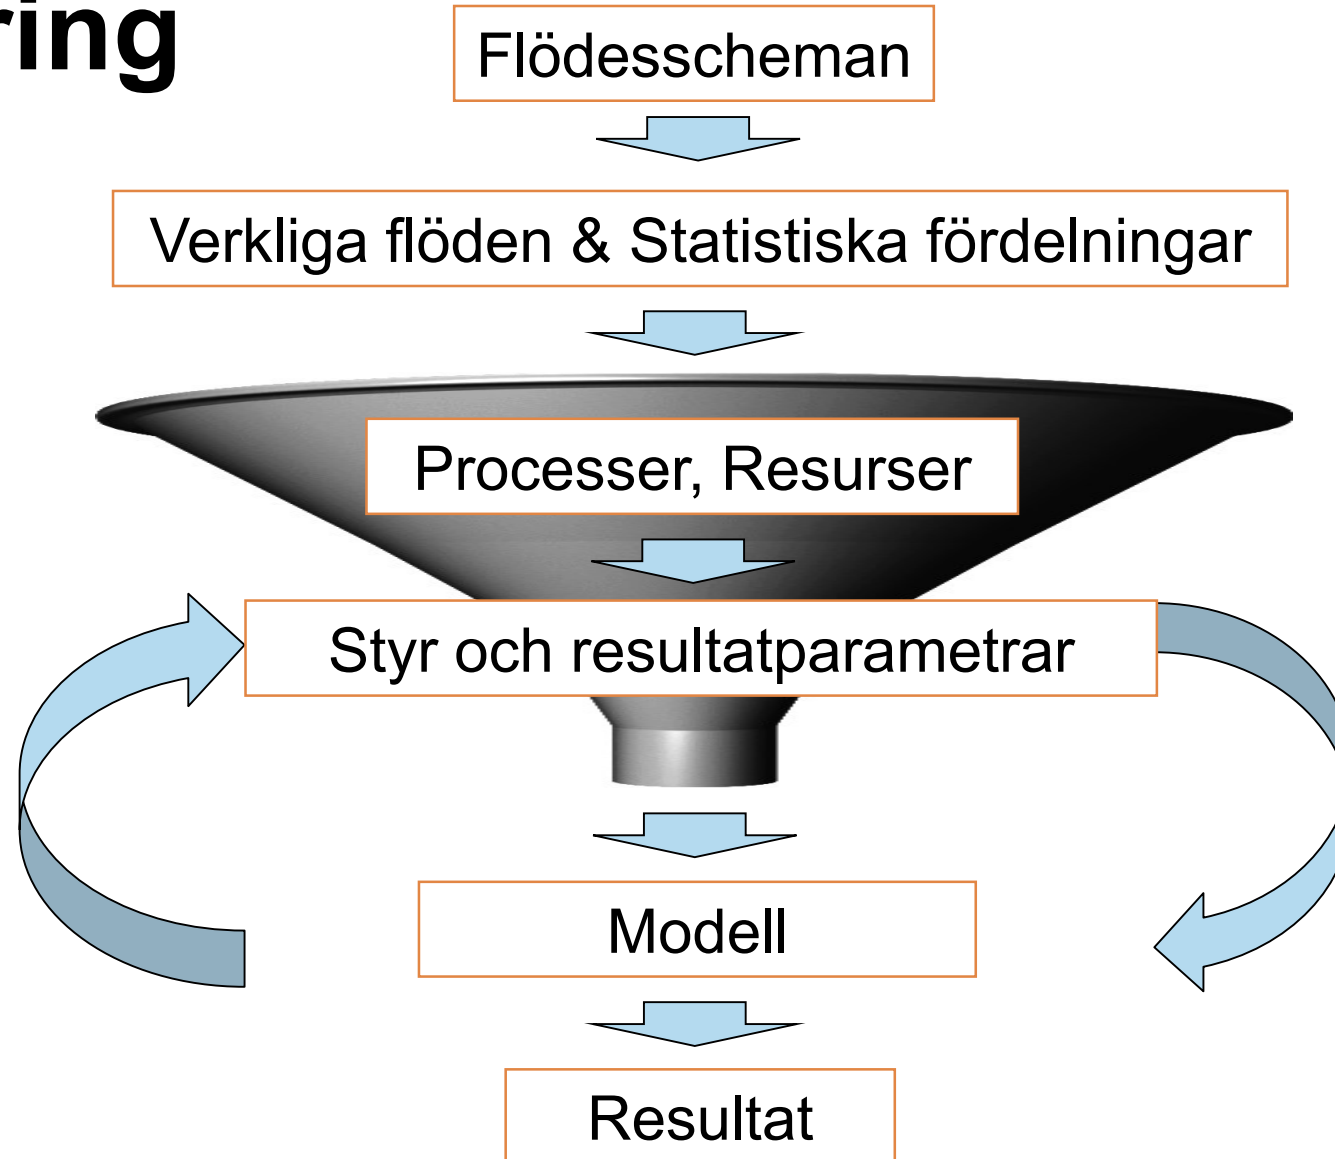 ring
Flödesscheman
Verkliga flöden & Statistiska fördelningar
Processer, Resurser
Styr och resultatparametrar
Modell
Resultat